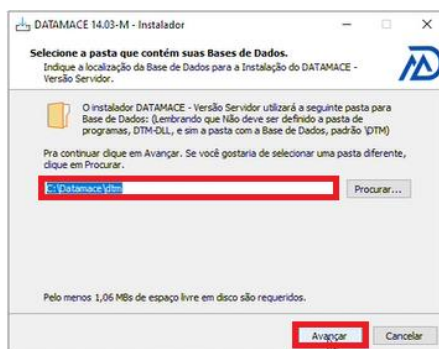 DATAMACE 14.03-M - Instalador
Selecione a pasta que contém suas Bases de Dados.
Indique a localização da Base de Dados para a Instalação do DATAMACE -
Versão Servidor.
O instalador DATAMACE - Versão Servidor utilizará a seguinte pasta para
Base de Dados: (Lembrando que Não deve ser definido a pasta de
programas, DTM-DLL, e sim a pasta com a Base de Dados, padrão \DTM)
Pra continuar clique em Avançar. Se você gostaria de selecionar uma pasta diferente,
clique em Procurar.
C:\Datamace\dtm
Procurar...
Pelo menos 1,06 MBs de espaço livre em disco são requeridos.
Avançar
Cancelar